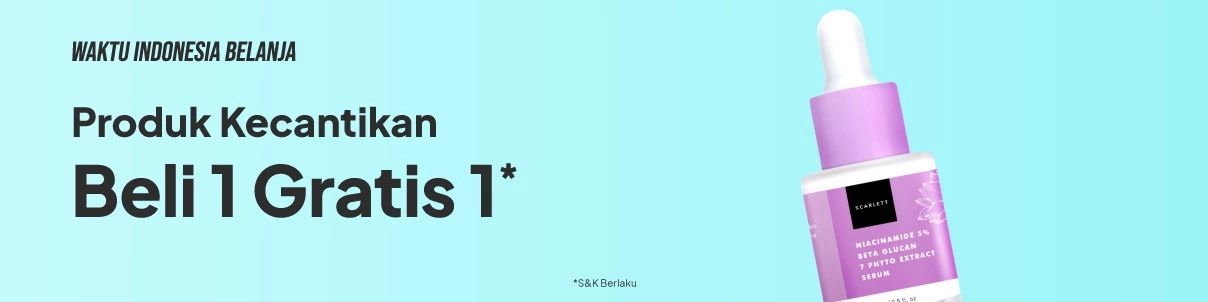 WAKTU INDONESIA BELANJA
Produk Kecantikan
Beli 1 Gratis 1*
*S&K Berlaku
SCARLETT
NIACINAMIDE 5%
BETA GLUCAN
7 PHYTO EXTRACT
SERUM